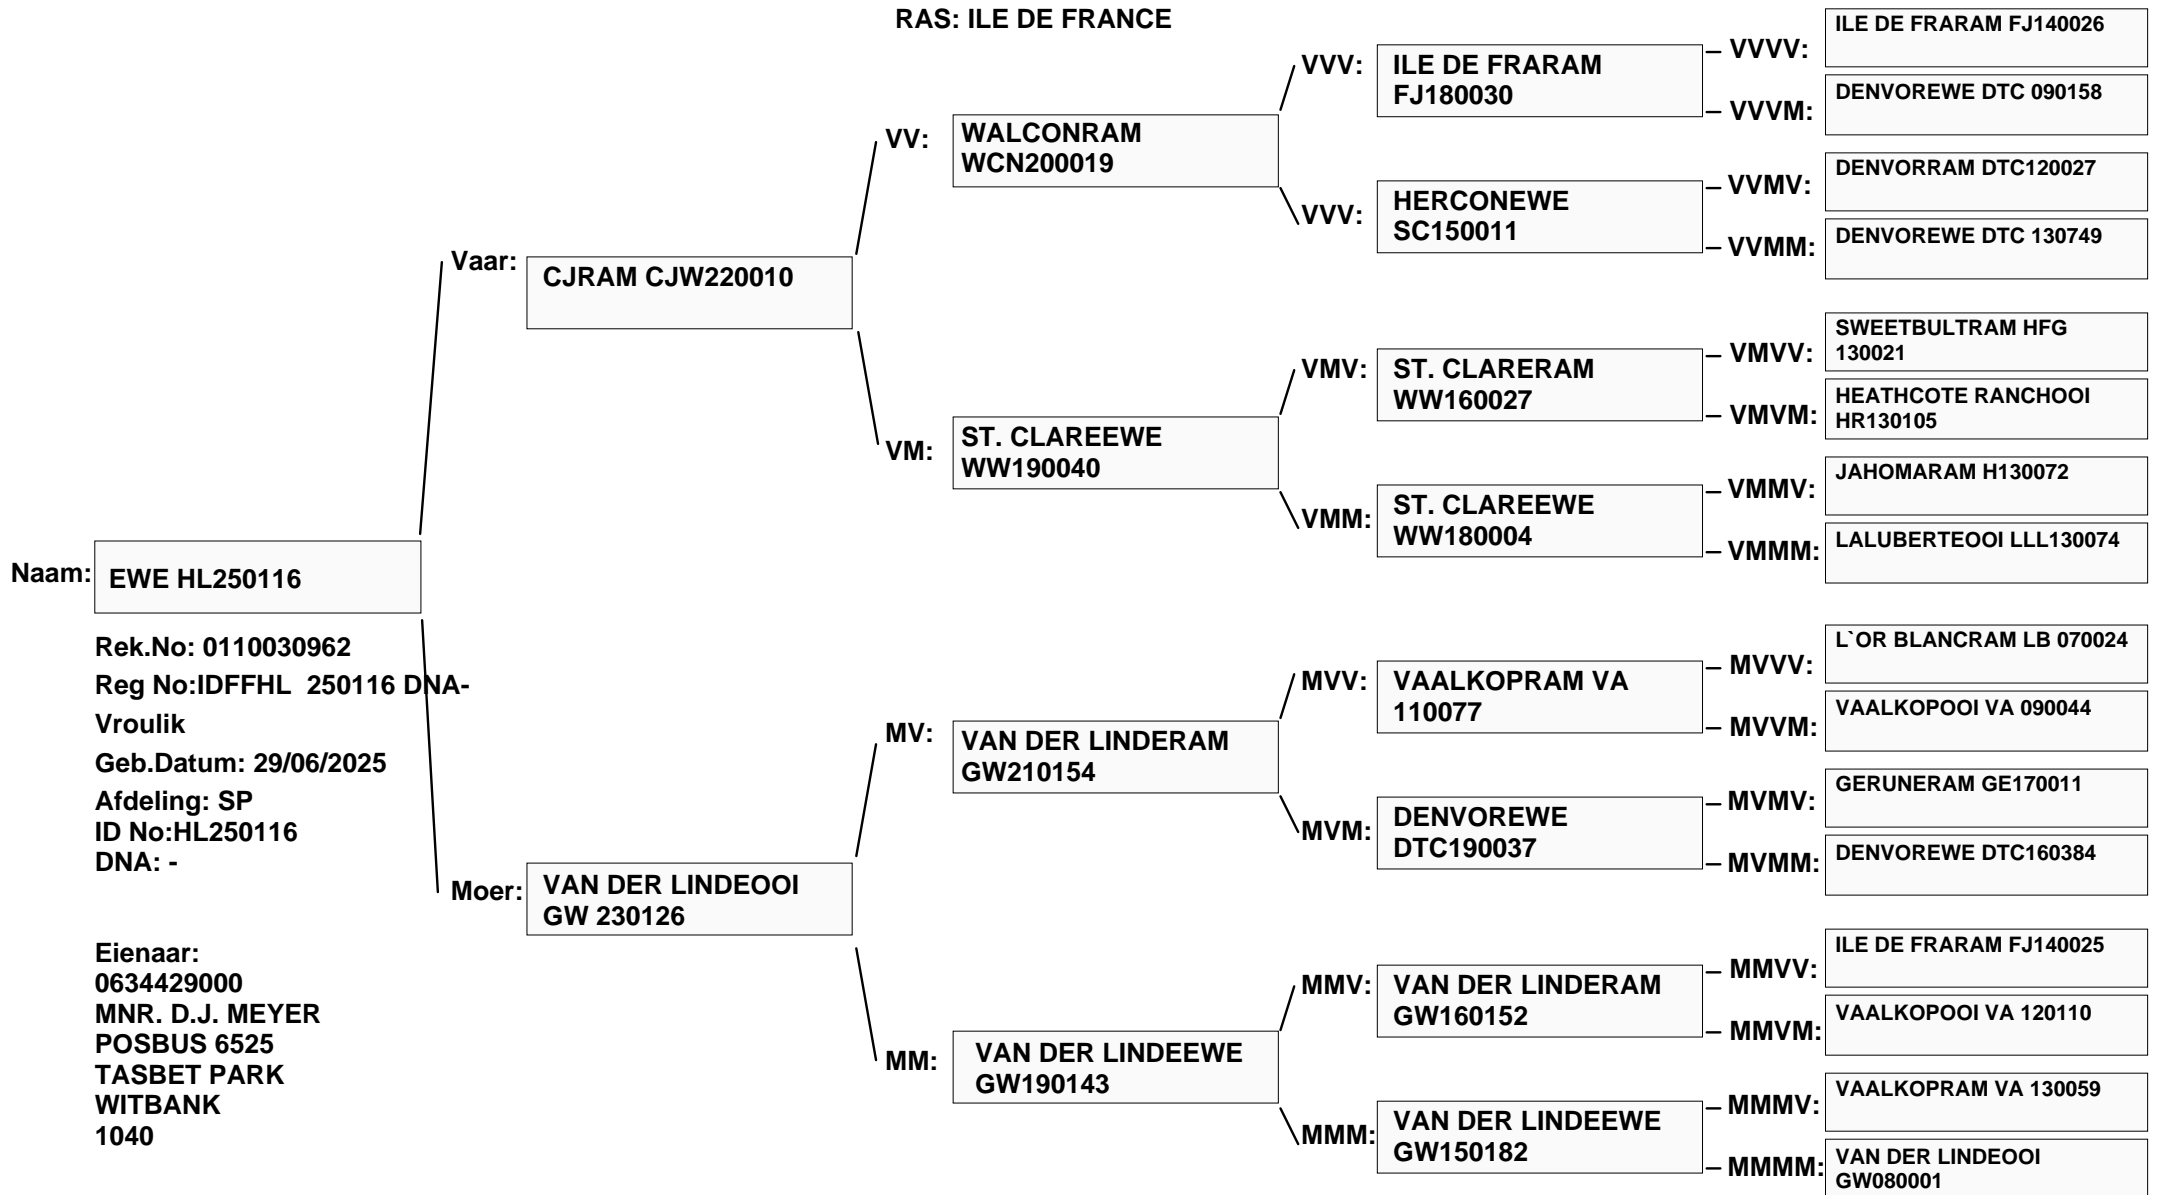 RAS: ILE DE FRANCE
Naam:
EWE HL250116
Rek.No: 0110030962
Reg No:IDFFHL  250116 DNA-
Vroulik
Geb.Datum: 29/06/2025
Afdeling: SP
ID No:HL250116
DNA: -
Eienaar:
0634429000
MNR. D.J. MEYER
POSBUS 6525
TASBET PARK
WITBANK
1040
Vaar:
CJRAM CJW220010
Moer:
VAN DER LINDEOOI
GW 230126
VV:
WALCONRAM
WCN200019
VM:
ST. CLAREEWE
WW190040
MV:
VAN DER LINDERAM
GW210154
MM:
VAN DER LINDEEWE
GW190143
VVV:
ILE DE FRARAM
FJ180030
VVV:
HERCONEWE
SC150011
VMV:
ST. CLARERAM
WW160027
VMM:
ST. CLAREEWE
WW180004
MVV:
VAALKOPRAM VA
110077
MVM:
DENVOREWE
DTC190037
MMV:
VAN DER LINDERAM
GW160152
MMM:
VAN DER LINDEEWE
GW150182
VVVV:
ILE DE FRARAM FJ140026
VVVM:
DENVOREWE DTC 090158
VVMV:
DENVORRAM DTC120027
VVMM:
DENVOREWE DTC 130749
VMVV:
SWEETBULTRAM HFG
130021
VMVM:
HEATHCOTE RANCHOOI
HR130105
VMMV:
JAHOMARAM H130072
VMMM:
LALUBERTEOOI LLL130074
MVVV:
L`OR BLANCRAM LB 070024
MVVM:
VAALKOPOOI VA 090044
MVMV:
GERUNERAM GE170011
MVMM:
DENVOREWE DTC160384
MMVV:
ILE DE FRARAM FJ140025
MMVM:
VAALKOPOOI VA 120110
MMMV:
VAALKOPRAM VA 130059
MMMM:
VAN DER LINDEOOI
GW080001